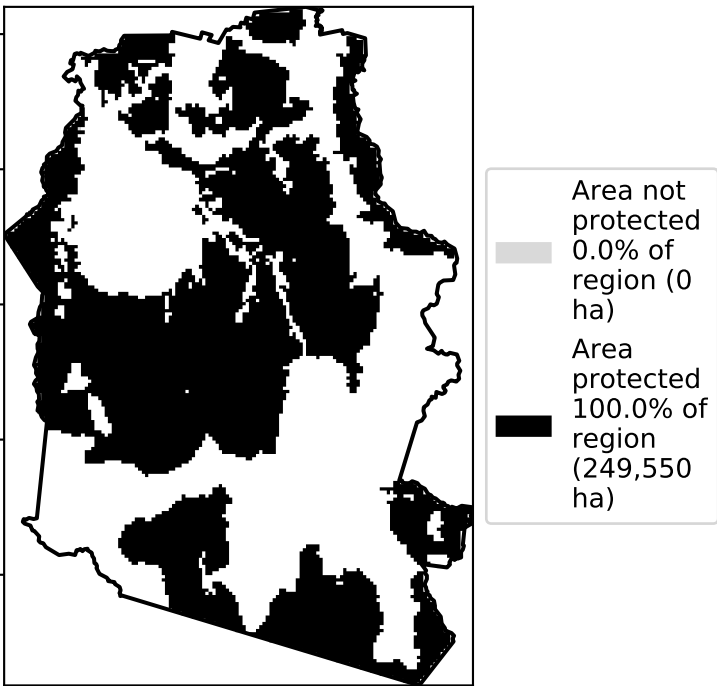 Area not
protected
0.0% of
region (0
ha)
Area
protected
100.0% of
region
(249,550
ha)